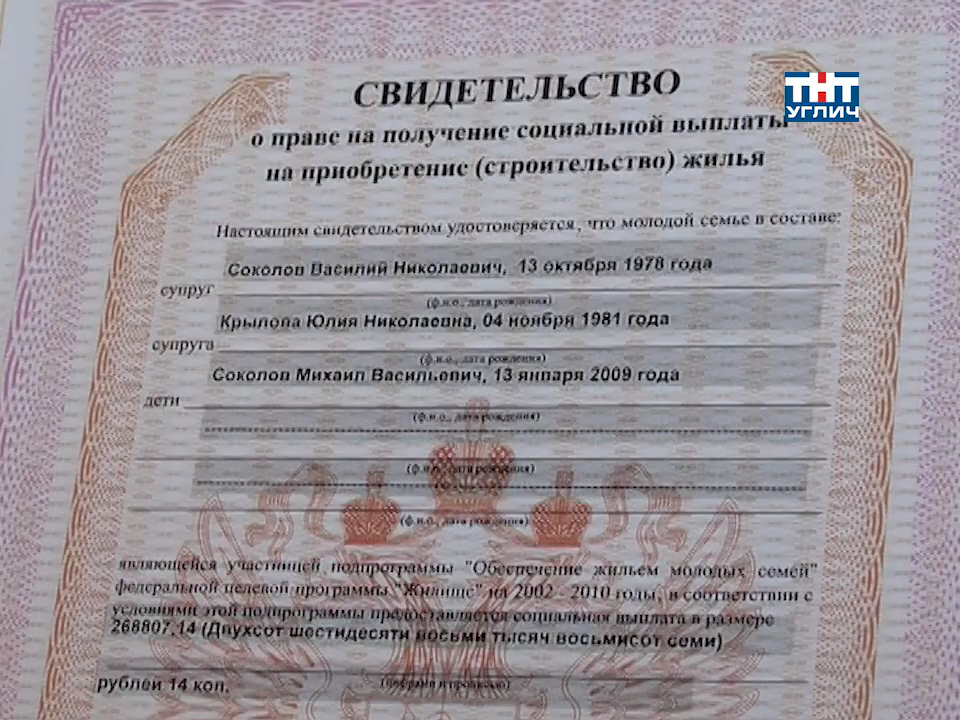 ТНТ
УГЛИЧ
СВИДЕТЕЛЬСТВО
о праве на получение социальной выплаты
на приобретение (строительство) жилья
Настоящим свидетельством удостоверяется, что молодой семье в составе:
Соколов Василий Николаевич, 13 октября 1978 года
супруг
(ф.и.о., дата рождения)
Крылова Юлия Николаевна, 04 ноября 1981 года
супруга
(ф.и.о., дата рождения)
Соколов Михаил Васильевич, 13 января 2009 года
дети
(ф.и.о., дата рождения)
(ф.и.о., дата рождения)
(ф.и.о., дата рождения)
являющейся участницей подпрограммы "Обеспечение жильем молодых семей"
федеральной целевой программы "Жилище" на 2002 - 2010 годы, в соответствии с
условиями этой подпрограммы предоставляется социальная выплата в размере
268807,14 (Двухсот шестидесяти восьми тысяч восьмисот семи)
рублей 14 коп.
(цифрами и прописью)